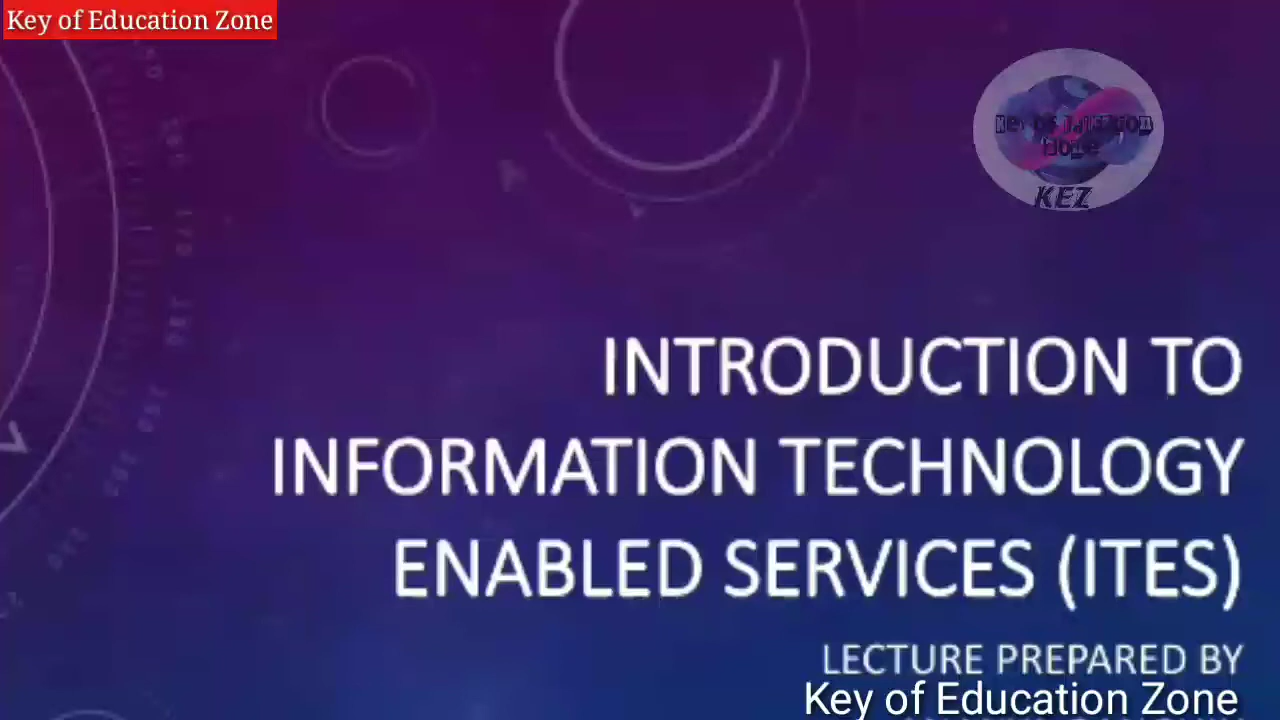 Key of Education Zone
KEZ
INTRODUCTION TO
INFORMATION TECHNOLOGY
ENABLED SERVICES (ITES)
LECTURE PREPARED BY
Key of Education Zone